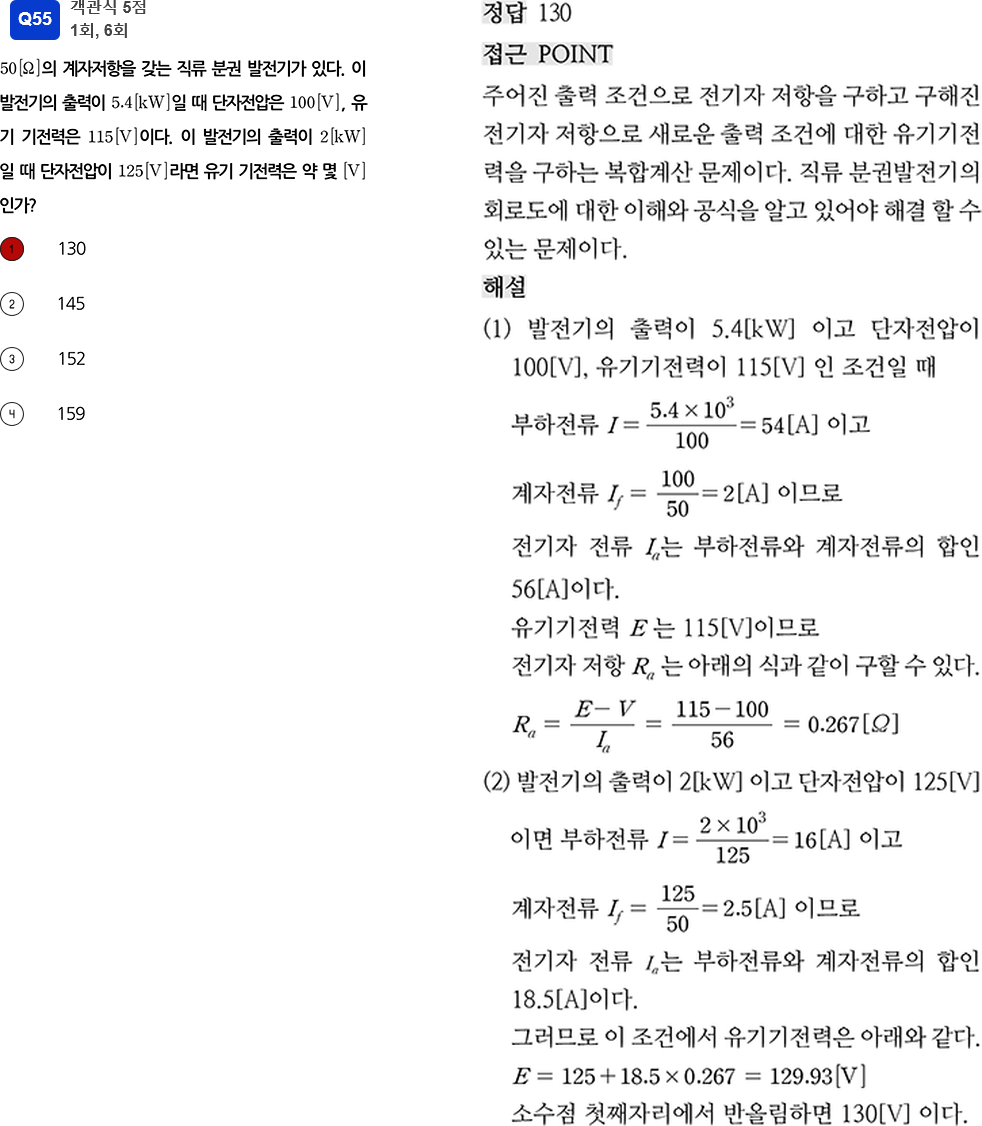 Q55
객관식 5점
1회, 6회
50[Ω]의 계자저항을 갖는 직류 분권 발전기가 있다. 이
발전기의 출력이 5.4[kW]일 때 단자전압은 100[V], 유
기 기전력은 115[V]이다. 이 발전기의 출력이 2[kW]
일 때 단자전압이 125[V]라면 유기 기전력은 약 몇 [V]
인가?
1 130
2 145
3 152
4 159
정답 130
접근 POINT
주어진 출력 조건으로 전기자 저항을 구하고 구해진
전기자 저항으로 새로운 출력 조건에 대한 유기기전
력을 구하는 복합계산 문제이다. 직류 분권발전기의
회로도에 대한 이해와 공식을 알고 있어야 해결 할 수
있는 문제이다.
해설
(1) 발전기의 출력이 5.4[kW] 이고 단자전압이
100[V], 유기기전력이 115[V] 인 조건일 때
부하전류 I = (5.4×10³)/100 = 54[A] 이고
계자전류 I_f = 100/50 = 2[A] 이므로
전기자 전류 I_a는 부하전류와 계자전류의 합인
56[A]이다.
유기기전력 E 는 115[V]이므로
전기자 저항 R_a 는 아래의 식과 같이 구할 수 있다.
R_a = (E-V)/I_a = (115-100)/56 = 0.267[Ω]
(2) 발전기의 출력이 2[kW] 이고 단자전압이 125[V]
이면 부하전류 I = (2×10³)/125 = 16[A] 이고
계자전류 I_f = 125/50 = 2.5[A] 이므로
전기자 전류 I_a는 부하전류와 계자전류의 합인
18.5[A]이다.
그러므로 이 조건에서 유기기전력은 아래와 같다.
E = 125+18.5×0.267 = 129.93[V]
소수점 첫째자리에서 반올림하면 130[V] 이다.